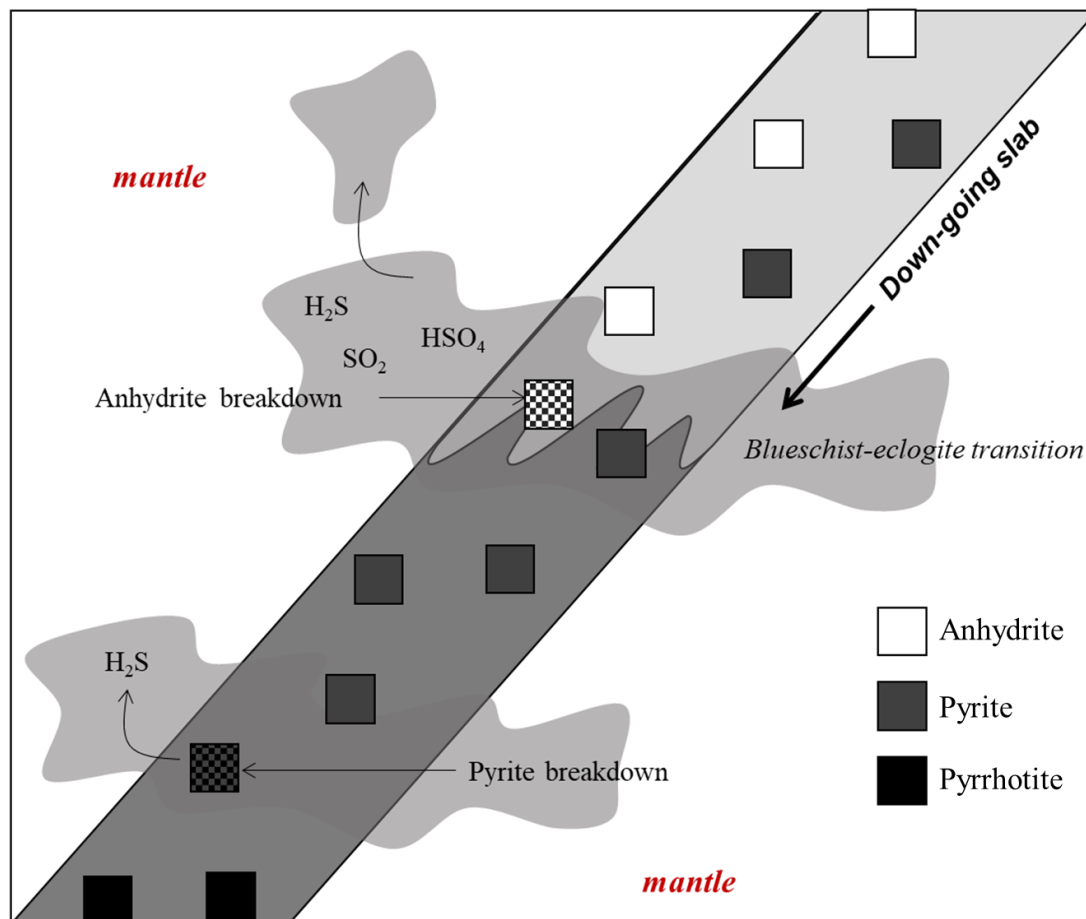 mantle
Down-going slab
H₂S
SO₂
HSO₄
Anhydrite breakdown
Blueschist-eclogite transition
H₂S
Pyrite breakdown
Anhydrite
Pyrite
Pyrrhotite
mantle